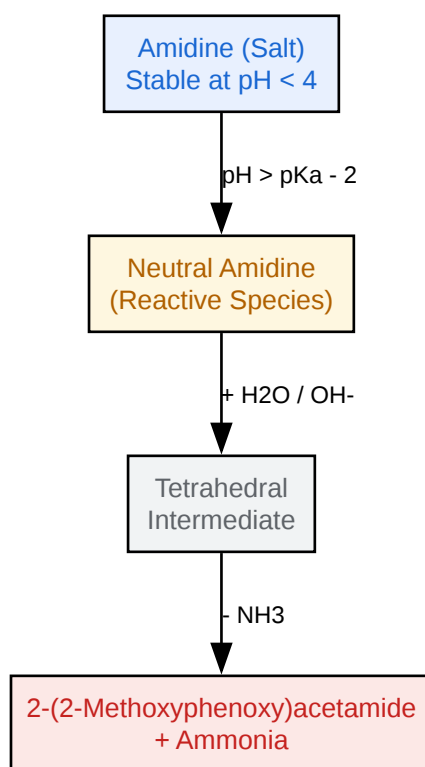 Amidine (Salt)
Stable at pH < 4
pH > pKa - 2
Neutral Amidine
(Reactive Species)
+ H2O / OH-
Tetrahedral
Intermediate
- NH3
2-(2-Methoxyphenoxy)acetamide
+ Ammonia